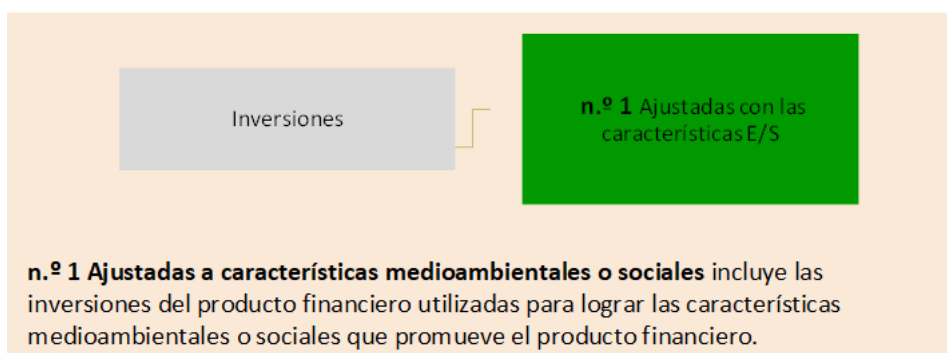 Inversiones
n.º 1 Ajustadas con las
características E/S
n.º 1 Ajustadas a características medioambientales o sociales incluye las
inversiones del producto financiero utilizadas para lograr las características
medioambientales o sociales que promueve el producto financiero.